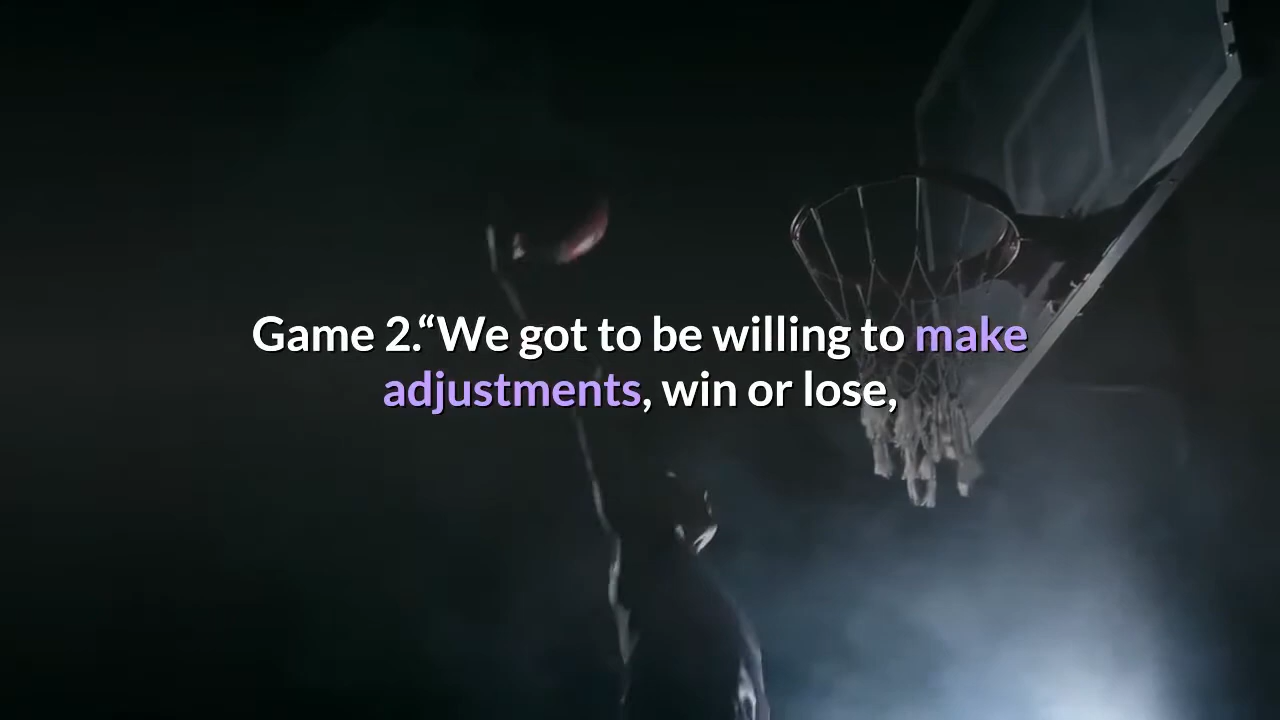 Game 2.“We got to be willing to make
adjustments, win or lose,